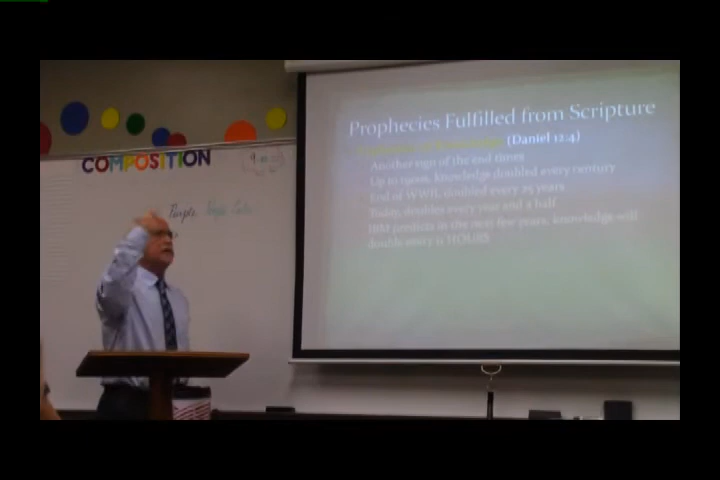 Prophecies Fulfilled from Scripture
(Daniel 12:4)
Another sign of the end times
Up to 1900s, knowledge doubled every century
End of WWII, doubled every 25 years
Today, doubles every year and a half
IBM predicts in the next few years, knowledge will
double every 12 HOURS
COMPOSITION
Purple